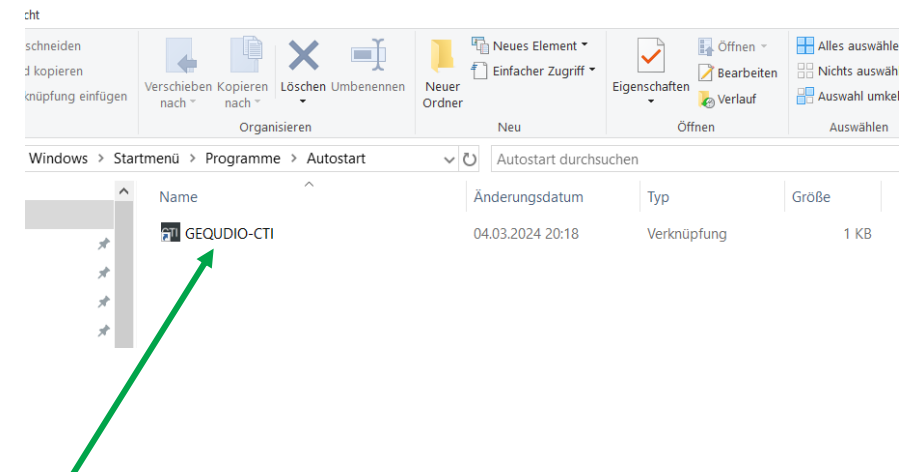 cht
schneiden
d kopieren
knüpfung einfügen
Verschieben nach
Kopieren nach
Löschen
Umbenennen
Organisieren
Neuer Ordner
Neues Element
Einfacher Zugriff
Neu
Eigenschaften
Öffnen
Bearbeiten
Verlauf
Öffnen
Alles auswähle
Nichts auswäh
Auswahl umkeh
Auswählen
Windows > Startmenü > Programme > Autostart
Autostart durchsuchen
Name Änderungsdatum Typ Größe
CTI GEQUDIO-CTI 04.03.2024 20:18 Verknüpfung 1 KB